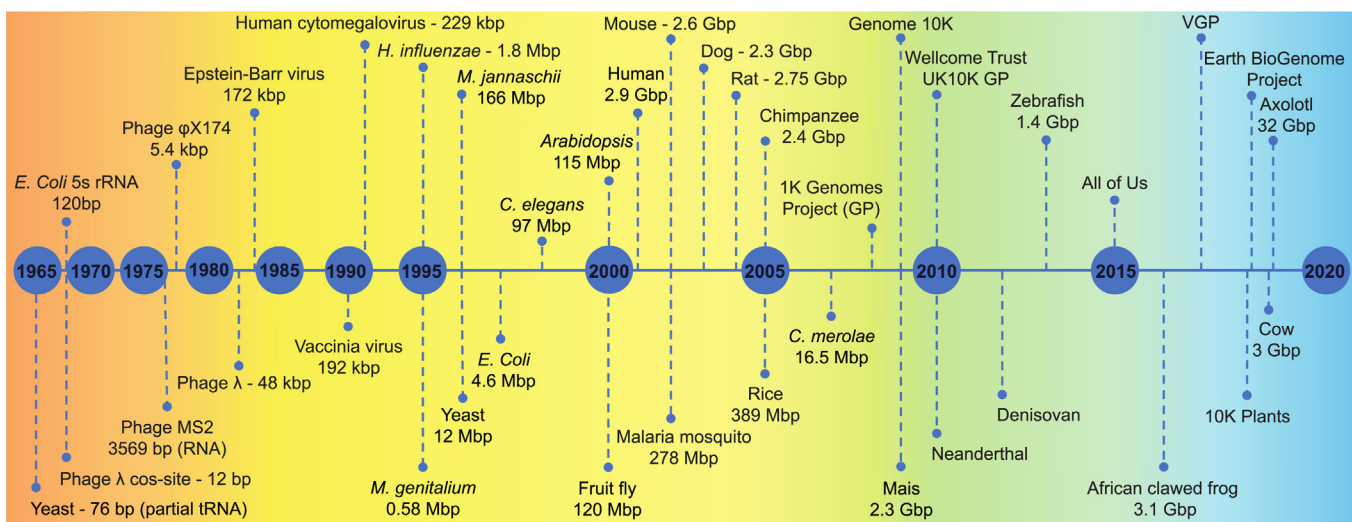 Human cytomegalovirus - 229 kbp
Mouse - 2.6 Gbp
Genome 10K
VGP
H. influenzae - 1.8 Mbp
Dog - 2.3 Gbp
Wellcome Trust
UK10K GP
Earth BioGenome
Project
Epstein-Barr virus
172 kbp
M. jannaschii
166 Mbp
Human
2.9 Gbp
Rat - 2.75 Gbp
Zebrafish
1.4 Gbp
Axolotl
32 Gbp
Phage φX174
5.4 kbp
Arabidopsis
115 Mbp
Chimpanzee
2.4 Gbp
E. Coli 5s rRNA
120bp
C. elegans
97 Mbp
1K Genomes
Project (GP)
All of Us
1965
1970
1975
1980
1985
1990
1995
2000
2005
2010
2015
2020
Vaccinia virus
192 kbp
E. Coli
4.6 Mbp
C. merolae
16.5 Mbp
Cow
3 Gbp
Phage λ - 48 kbp
Rice
389 Mbp
Phage MS2
3569 bp (RNA)
Yeast
12 Mbp
Malaria mosquito
278 Mbp
Denisovan
10K Plants
Neanderthal
Phage λ cos-site - 12 bp
Yeast - 76 bp (partial tRNA)
M. genitalium
0.58 Mbp
Fruit fly
120 Mbp
Mais
2.3 Gbp
African clawed frog
3.1 Gbp